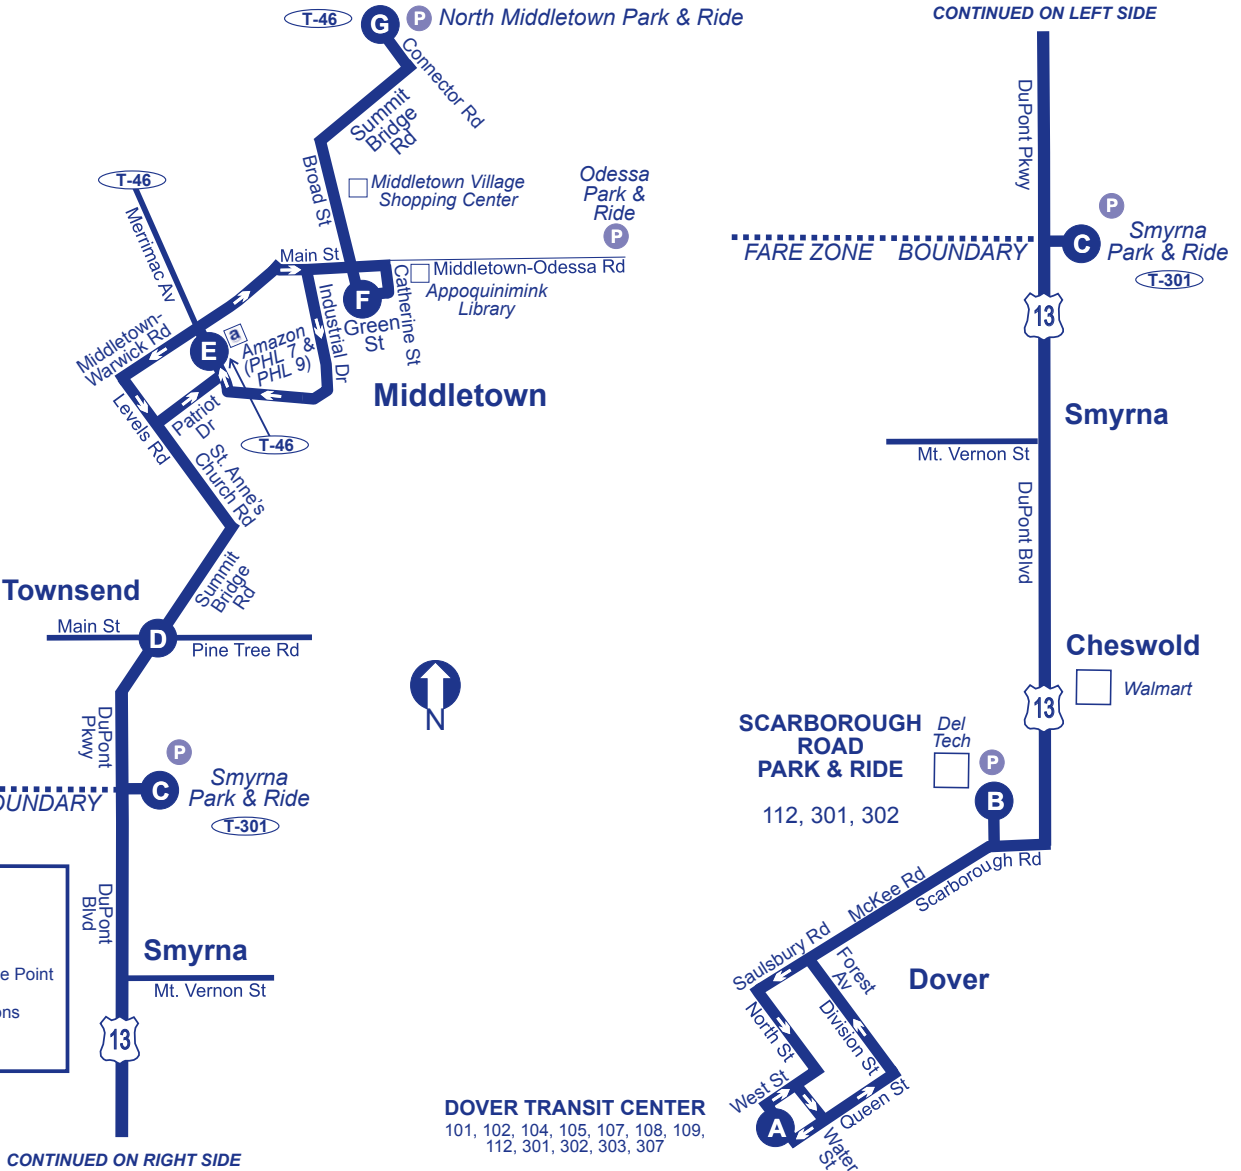 T-46
G
P
North Middletown Park & Ride
Connector Rd
Summit
Bridge
Rd
Broad St
Middletown Village
Shopping Center
Odessa
Park &
Ride
P
T-46
Merrimac Av
Main St
Middletown-Odessa Rd
Appoquinimink
Library
Catherine St
Industrial Dr
F
Green
St
Middletown-
Warwick Rd
E
a
Amazon
(PHL 7 &
PHL 9)
Middletown
Levels Rd
Patriot
Dr
T-46
St. Anne's
Church Rd
Summit
Bridge
Rd
Townsend
Main St
D
Pine Tree Rd
N
DuPont
Pkwy
P
C
Smyrna
Park & Ride
T-301
OUNDARY
DuPont
Blvd
Smyrna
Mt. Vernon St
e Point
ons
13
CONTINUED ON RIGHT SIDE
CONTINUED ON LEFT SIDE
DuPont Pkwy
P
C
Smyrna
Park & Ride
T-301
FARE ZONE BOUNDARY
13
Smyrna
Mt. Vernon St
DuPont Blvd
Cheswold
Walmart
13
SCARBOROUGH
ROAD
PARK & RIDE
112, 301, 302
Del
Tech
P
B
Scarborough Rd
McKee Rd
Saulsbury Rd
Forest
Av
Dover
North St
Division St
West St
Queen St
A
Water
St
DOVER TRANSIT CENTER
101, 102, 104, 105, 107, 108, 109,
112, 301, 302, 303, 307